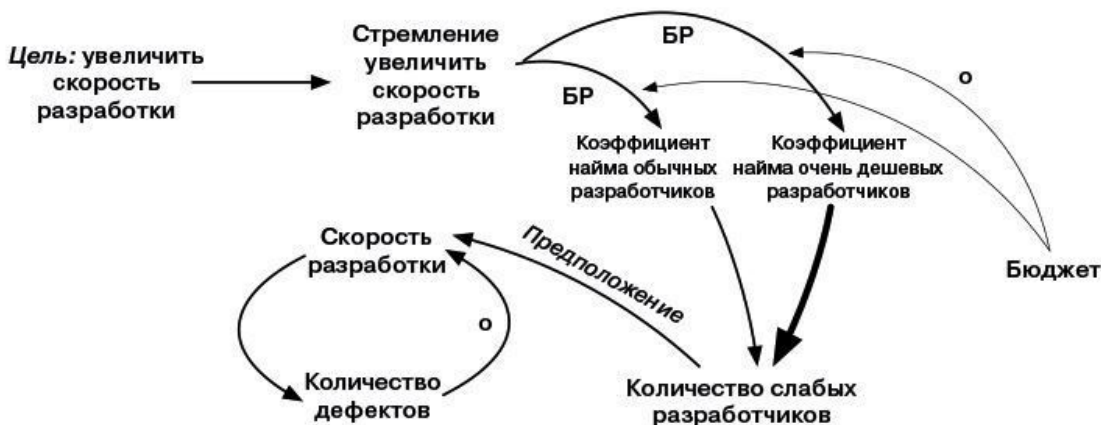 Цель: увеличить
скорость
разработки
Стремление
увеличить
скорость
разработки
БР
БР
о
Коэффициент
найма обычных
разработчиков
Коэффициент
найма очень дешевых
разработчиков
Скорость
разработки
Предположение
Бюджет
о
Количество
дефектов
Количество слабых
разработчиков